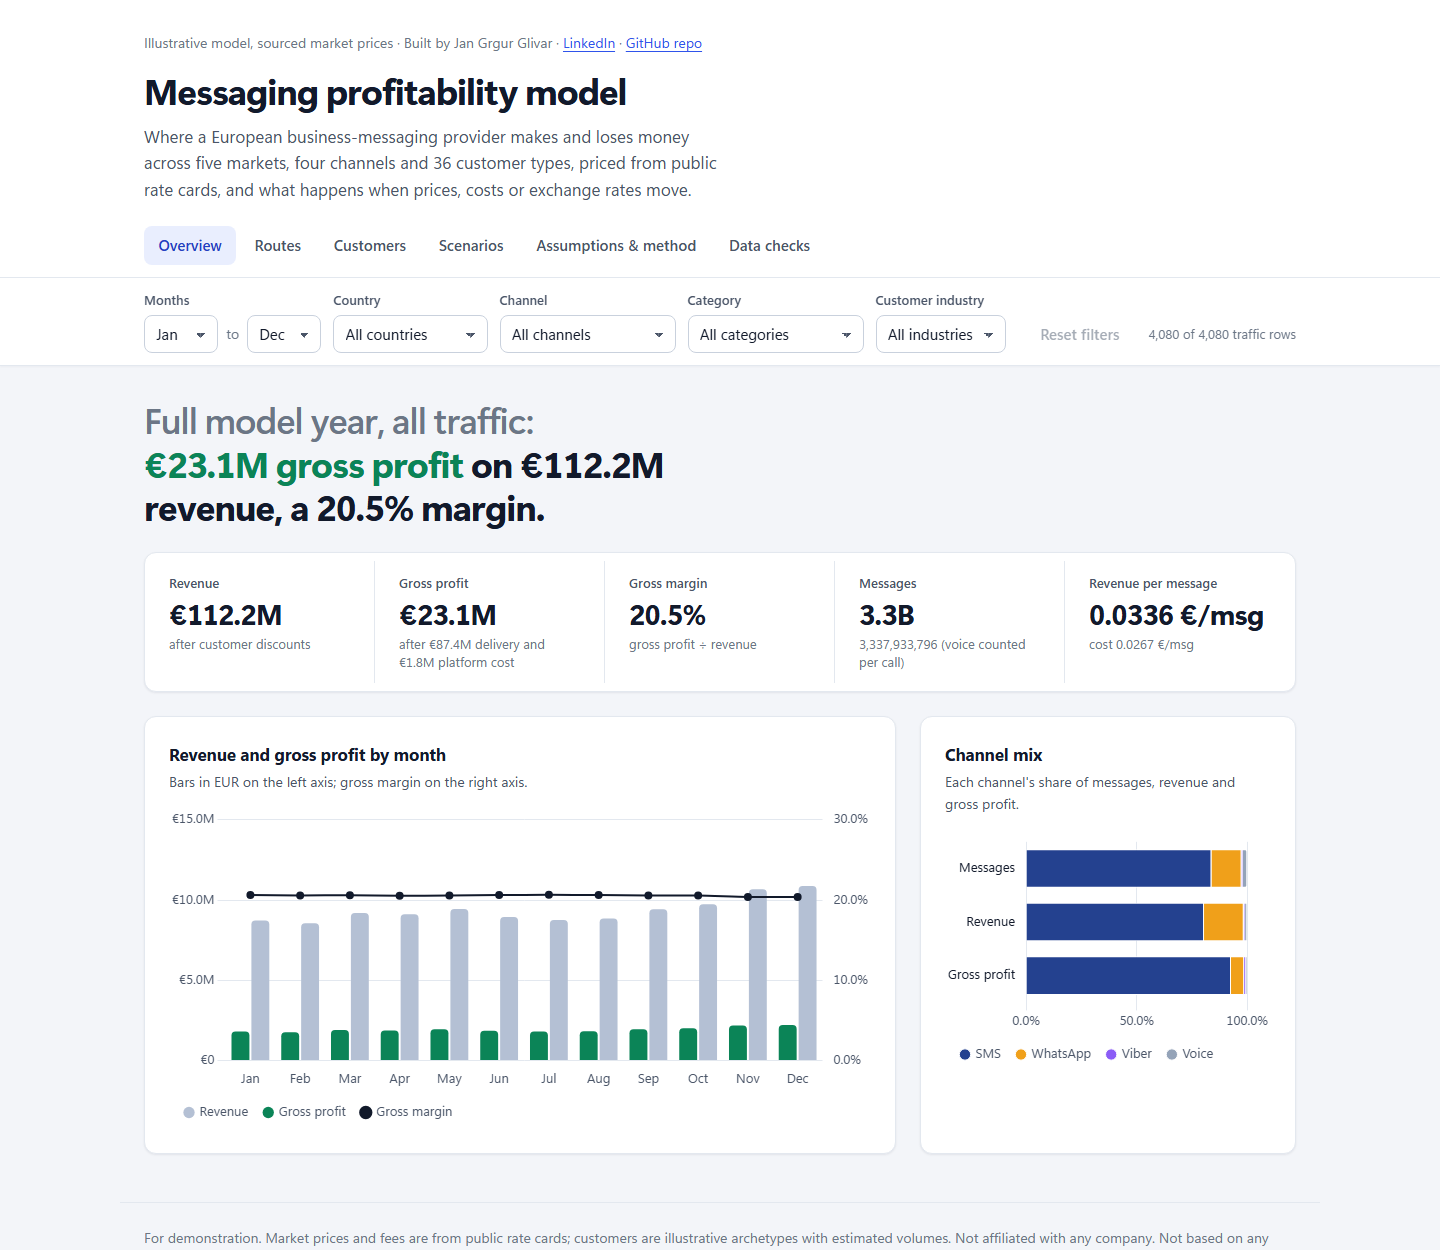 Illustrative model, sourced market prices · Built by Jan Grgur Glivar · LinkedIn · GitHub repo
Messaging profitability model
Where a European business-messaging provider makes and loses money
across five markets, four channels and 36 customer types, priced from public
rate cards, and what happens when prices, costs or exchange rates move.
Overview Routes Customers Scenarios Assumptions & method Data checks
Months Country Channel Category Customer industry
Jan to Dec All countries All channels All categories All industries Reset filters 4,080 of 4,080 traffic rows
Full model year, all traffic:
€23.1M gross profit on €112.2M
revenue, a 20.5% margin.
Revenue
€112.2M
after customer discounts
Gross profit
€23.1M
after €87.4M delivery and
€1.8M platform cost
Gross margin
20.5%
gross profit ÷ revenue
Messages
3.3B
3,337,933,796 (voice counted
per call)
Revenue per message
0.0336 €/msg
cost 0.0267 €/msg
Revenue and gross profit by month
Bars in EUR on the left axis; gross margin on the right axis.
€15.0M 30.0%
€10.0M 20.0%
€5.0M 10.0%
€0 0.0%
Jan Feb Mar Apr May Jun Jul Aug Sep Oct Nov Dec
Revenue Gross profit Gross margin
Channel mix
Each channel's share of messages, revenue and
gross profit.
Messages
Revenue
Gross profit
0.0% 50.0% 100.0%
SMS WhatsApp Viber Voice
For demonstration. Market prices and fees are from public rate cards; customers are illustrative archetypes with estimated volumes. Not affiliated with any company. Not based on any